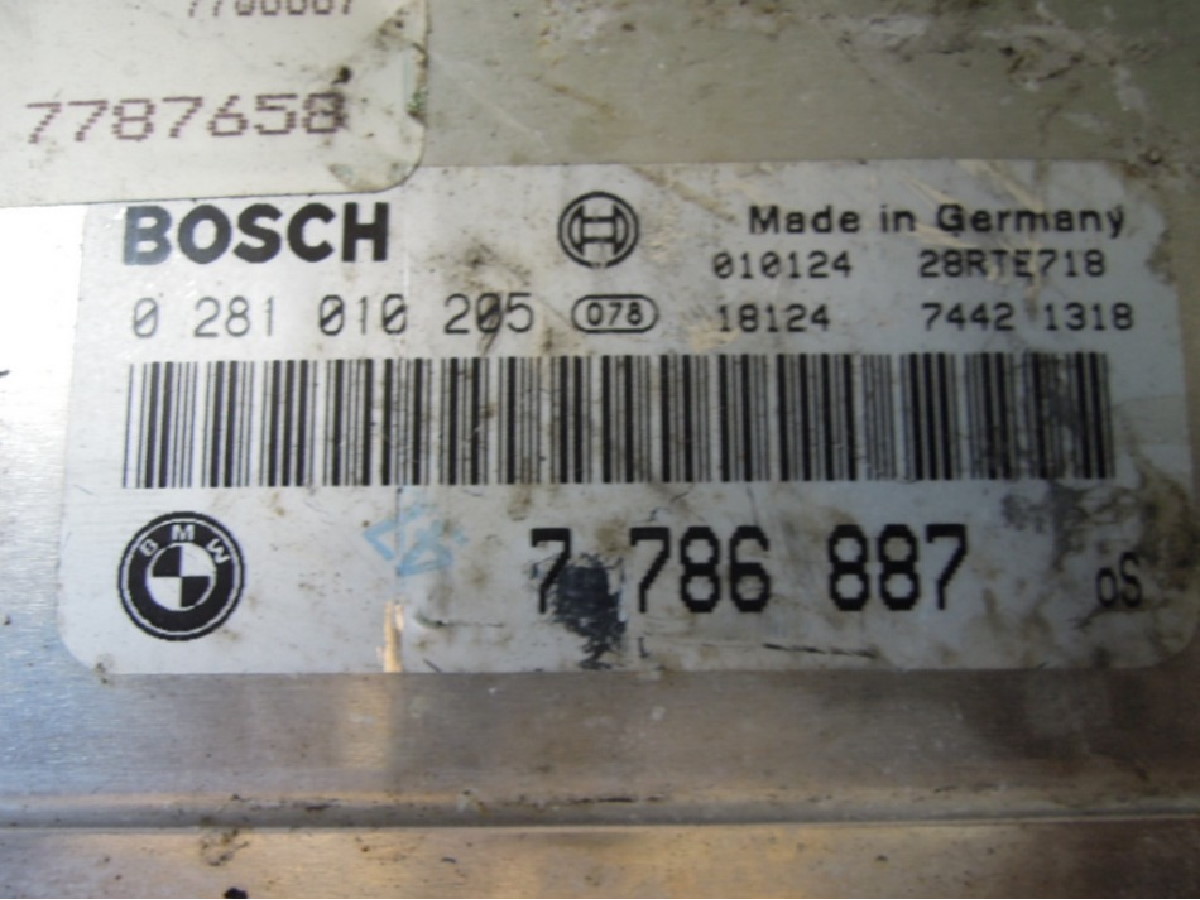 7787658
BOSCH Made in Germany
010124 28RTE718
0 281 010 205 078 18124 7442 1318
BMW 7 786 887 oS